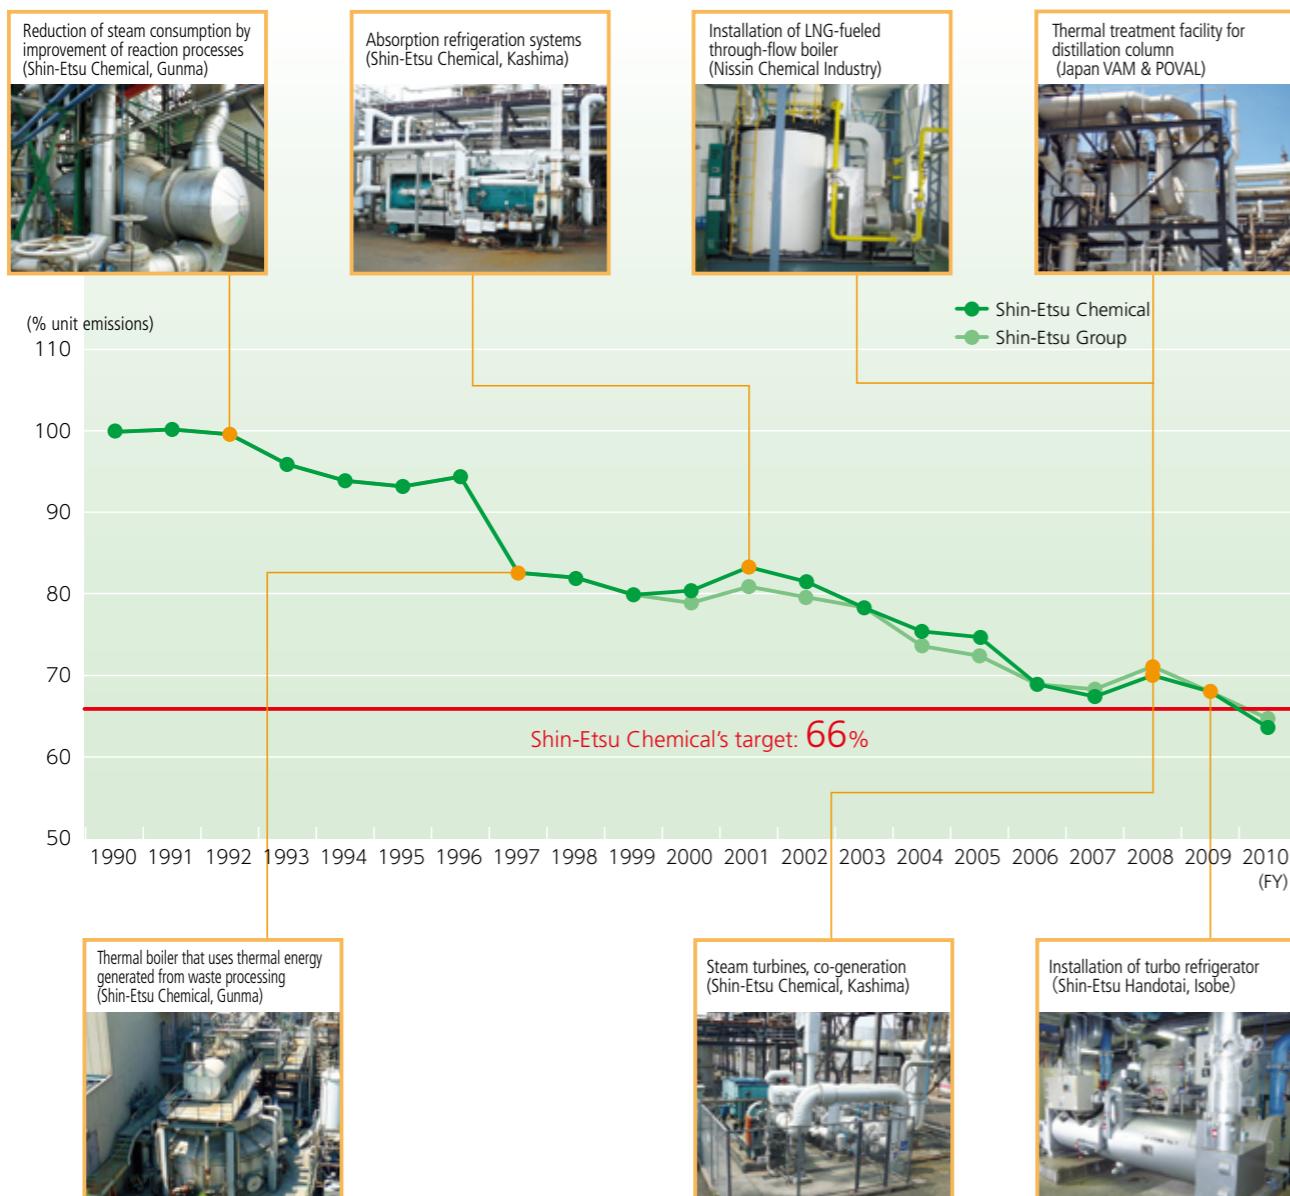 Reduction of steam consumption by
improvement of reaction processes
(Shin-Etsu Chemical, Gunma)
Absorption refrigeration systems
(Shin-Etsu Chemical, Kashima)
Installation of LNG-fueled
through-flow boiler
(Nissin Chemical Industry)
Thermal treatment facility for
distillation column
(Japan VAM & POVAL)
Shin-Etsu Chemical
Shin-Etsu Group
(% unit emissions)
110
100
90
80
70
60
50
Shin-Etsu Chemical’s target: 66%
1990 1991 1992 1993 1994 1995 1996 1997 1998 1999 2000 2001 2002 2003 2004 2005 2006 2007 2008 2009 2010
(FY)
Thermal boiler that uses thermal energy
generated from waste processing
(Shin-Etsu Chemical, Gunma)
Steam turbines, co-generation
(Shin-Etsu Chemical, Kashima)
Installation of turbo refrigerator
(Shin-Etsu Handotai, Isobe)